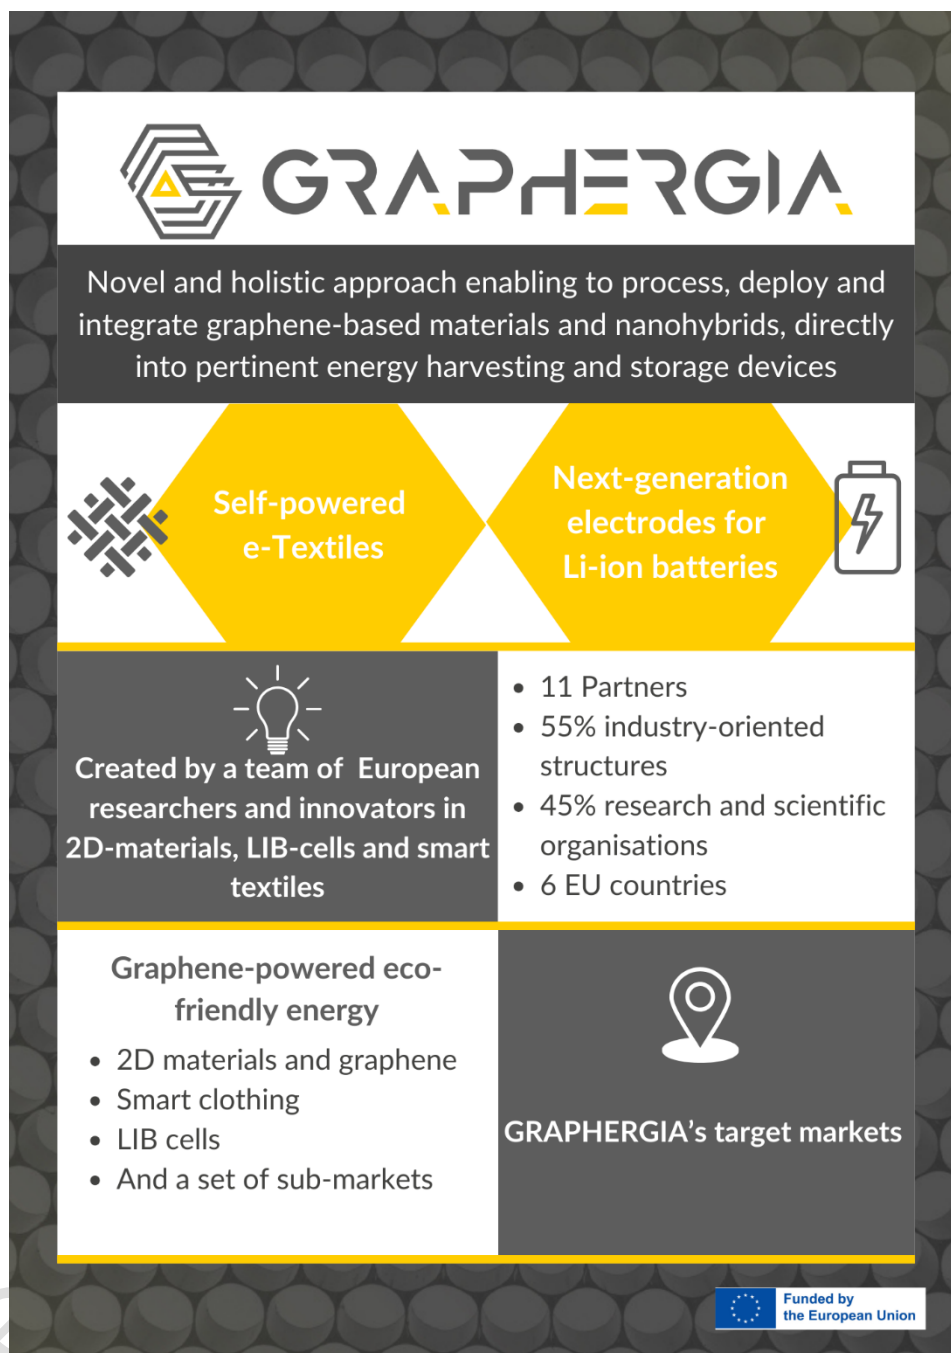 GRAPHERGIA
Novel and holistic approach enabling to process, deploy and
integrate graphene-based materials and nanohybrids, directly
into pertinent energy harvesting and storage devices
Self-powered
e-Textiles
Next-generation
electrodes for
Li-ion batteries
Created by a team of European
researchers and innovators in
2D-materials, LIB-cells and smart
textiles
• 11 Partners
• 55% industry-oriented
structures
• 45% research and scientific
organisations
• 6 EU countries
Graphene-powered eco-
friendly energy
• 2D materials and graphene
• Smart clothing
• LIB cells
• And a set of sub-markets
GRAPHERGIA's target markets
Funded by
the European Union